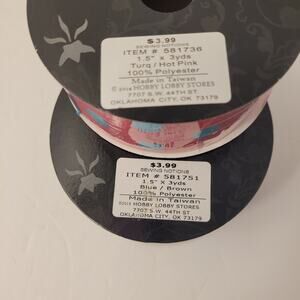 $3.99
SEWING NOTIONS
ITEM # 581736
1.5" x 3yds
Turq / Hot Pink
100% Polyester
Made in Taiwan
HOBBY LOBBY STORES
7707 S.W. 44TH ST.
OKLAHOMA CITY, OK 73179
$3.99
SEWING NOTIONS
ITEM # 581751
1.5" X 3yds
Blue / Brown
100% Polyester
Made in Taiwan
HOBBY LOBBY STORES
7707 S.W. 44TH ST
OKLAHOMA CITY, OK 73179